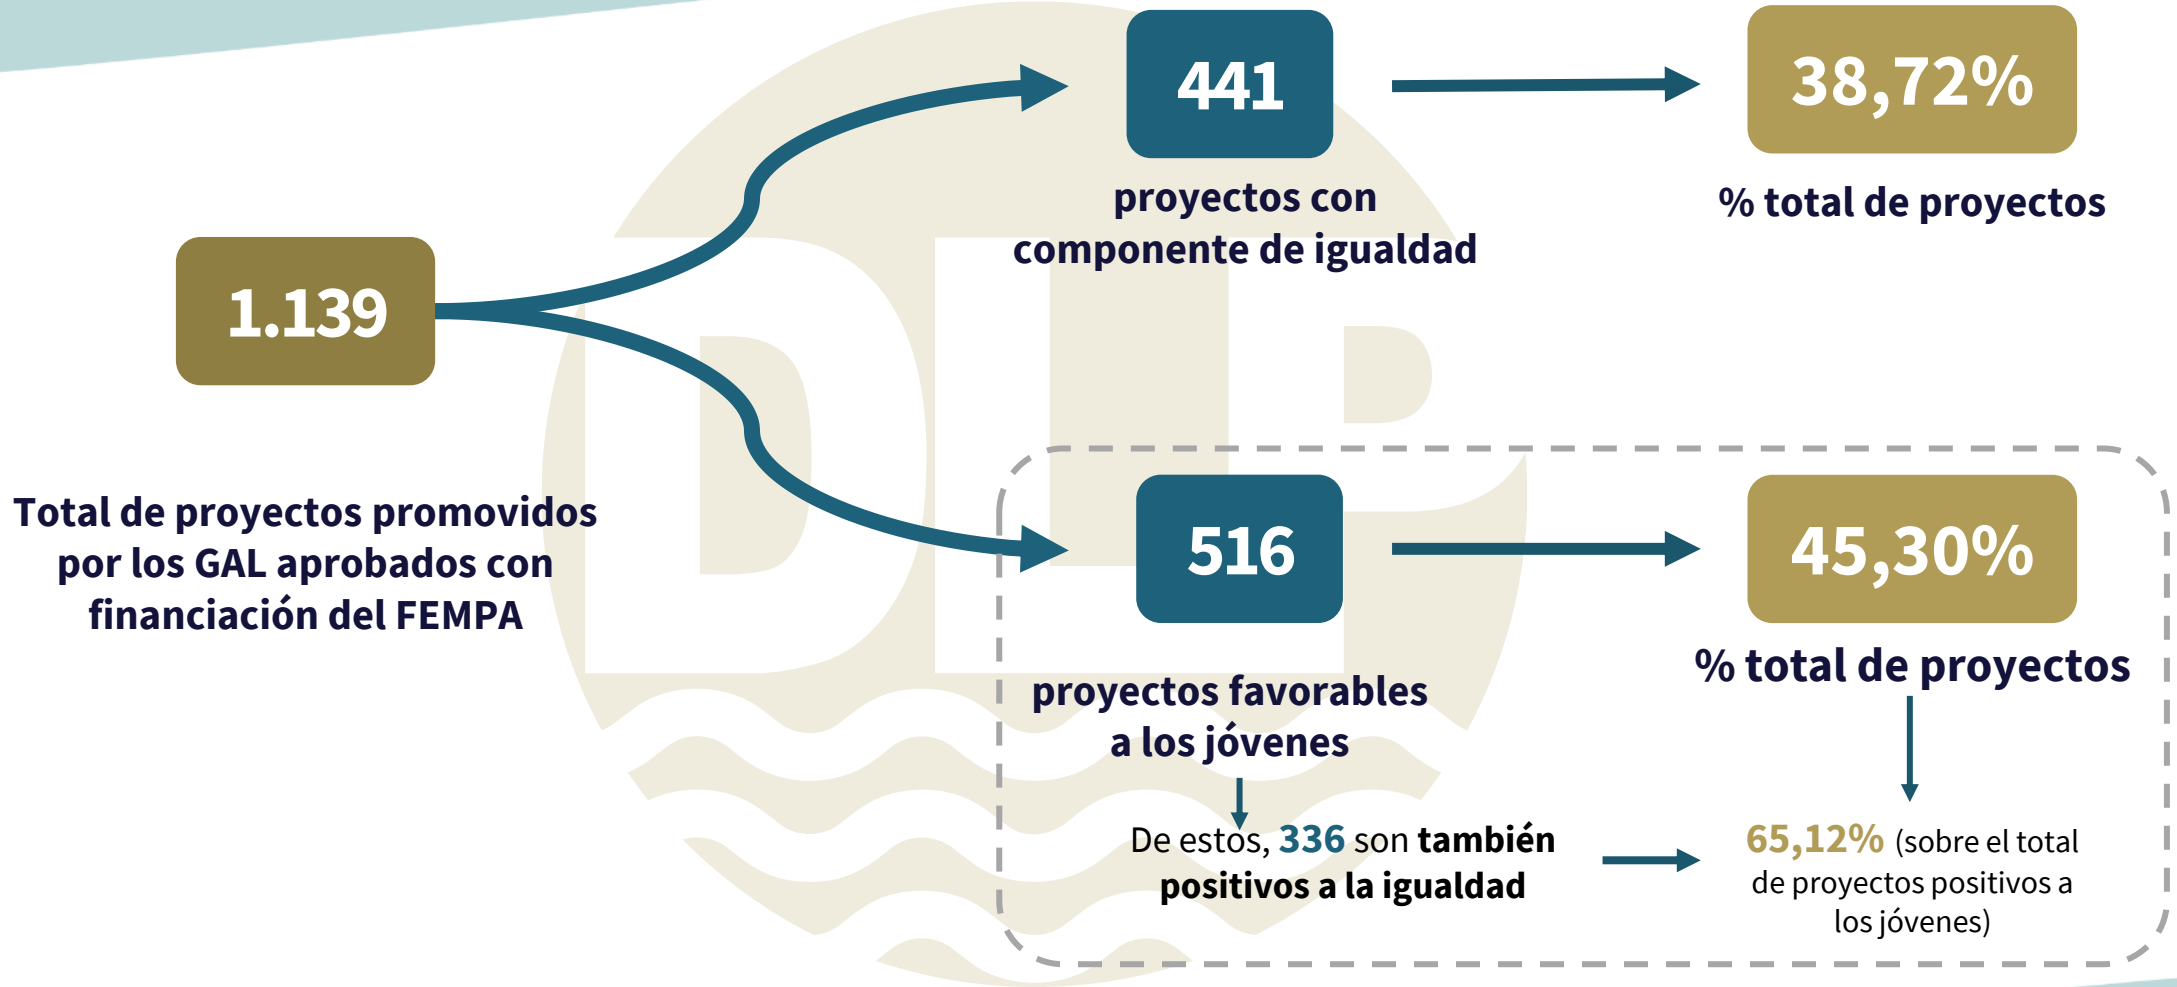 1.139
Total de proyectos promovidos
por los GAL aprobados con
financiación del FEMPA
441
proyectos con
componente de igualdad
38,72%
% total de proyectos
516
proyectos favorables
a los jóvenes
45,30%
% total de proyectos
De estos, 336 son también
positivos a la igualdad
65,12% (sobre el total
de proyectos positivos a
los jóvenes)
DLP